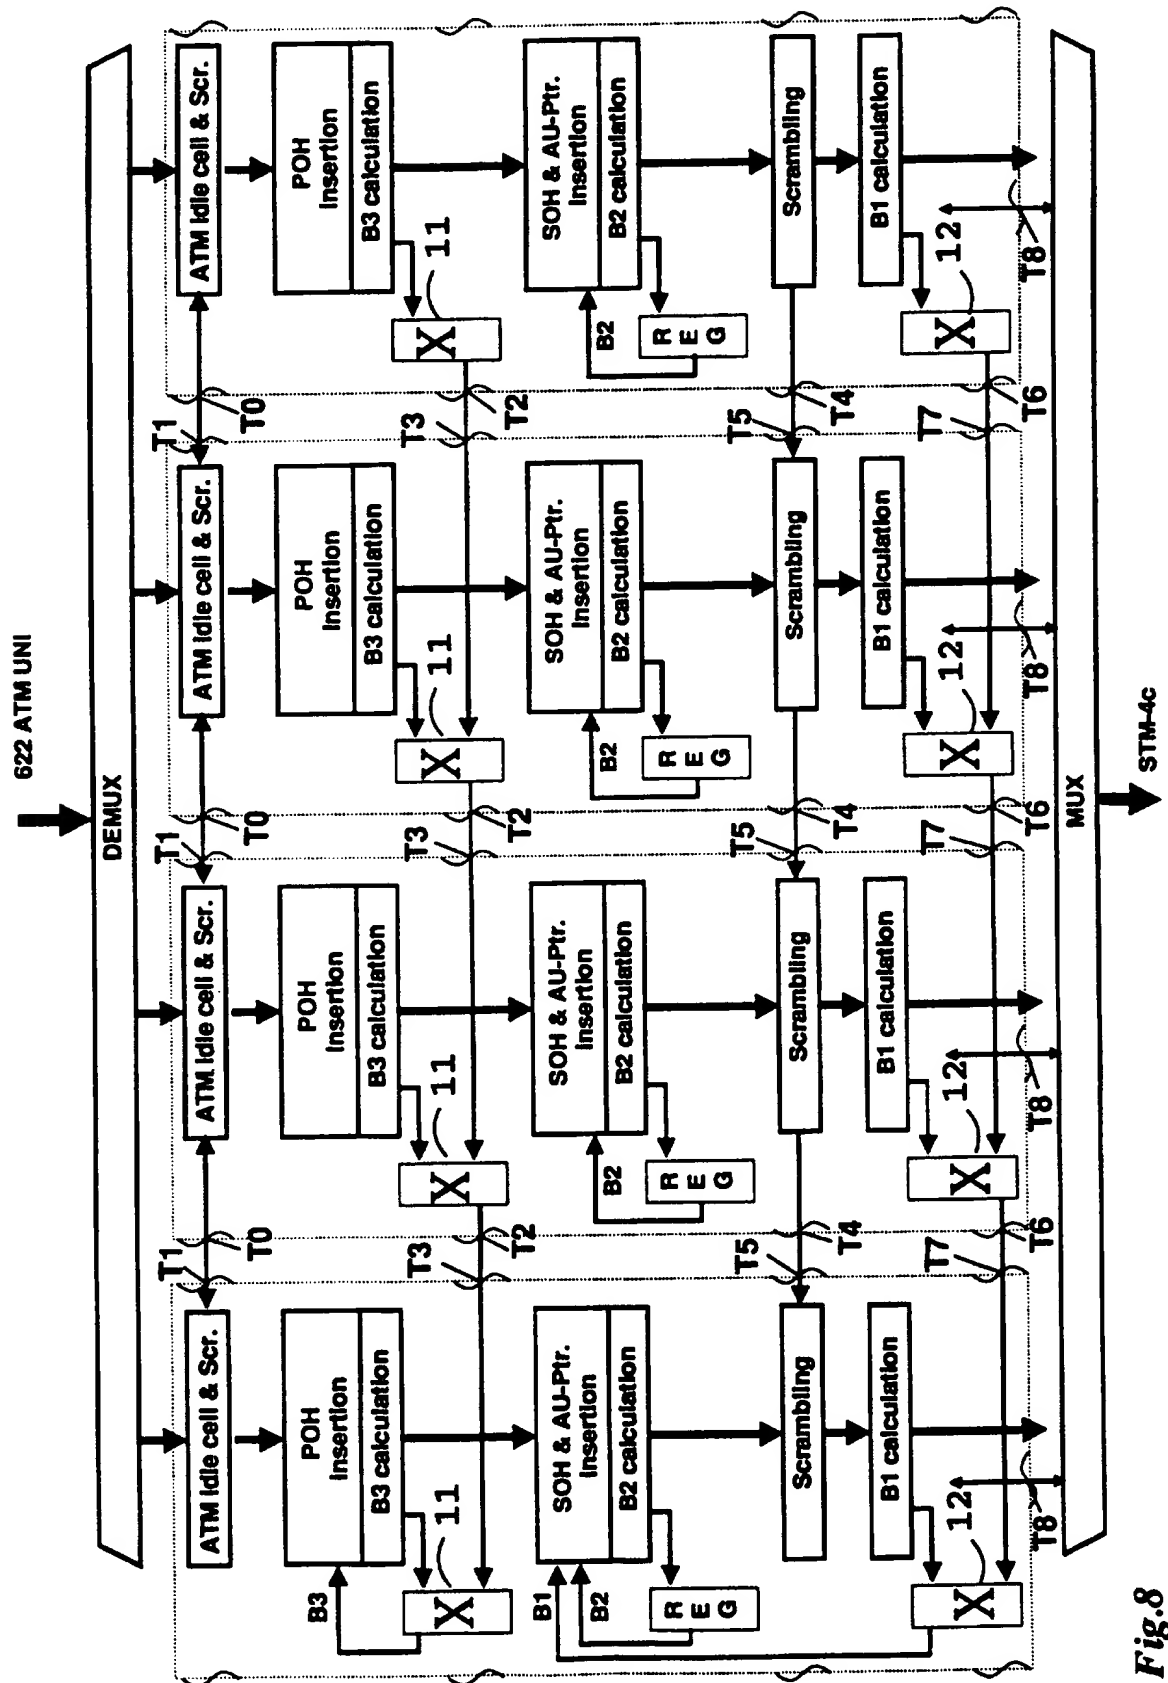 622 ATM UNI
DEMUX
ATM Idle cell & Scr.
POH
Insertion
B3 calculation
B3
X
11
SOH & AU-Ptr.
Insertion
B2 calculation
B1
B2
R E G
Scrambling
B1 calculation
X
12
T8
T1
T0
T3
T2
T5
T4
T7
T6
ATM Idle cell & Scr.
POH
Insertion
B3 calculation
X
11
SOH & AU-Ptr.
Insertion
B2 calculation
B2
R E G
Scrambling
B1 calculation
X
12
T8
T1
T0
T3
T2
T5
T4
T7
T6
ATM Idle cell & Scr.
POH
Insertion
B3 calculation
X
11
SOH & AU-Ptr.
Insertion
B2 calculation
B2
R E G
Scrambling
B1 calculation
X
12
T8
T1
T0
T3
T2
T5
T4
T7
T6
ATM Idle cell & Scr.
POH
Insertion
B3 calculation
X
11
SOH & AU-Ptr.
Insertion
B2 calculation
B2
R E G
Scrambling
B1 calculation
X
12
T8
MUX
STM-4c
Fig.8